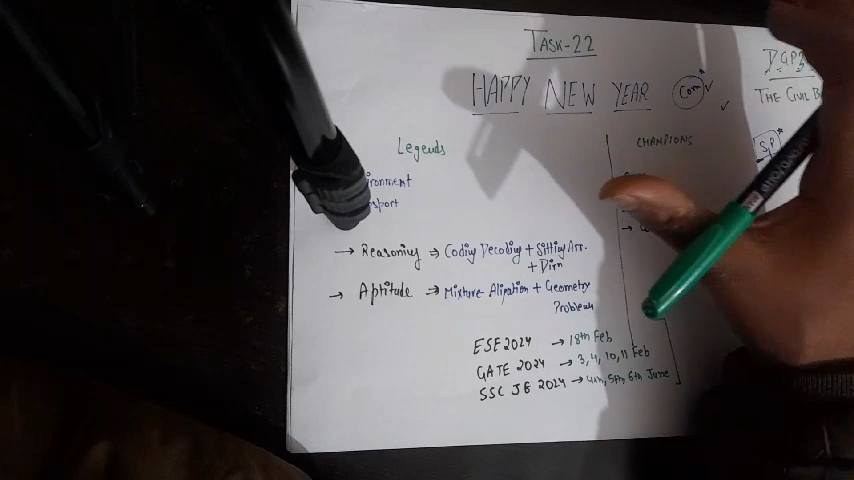 TASK-22
HAPPY NEW YEAR
Com
THE CIVIL
Legends
CHAMPIONS
SP
→ Reasoning ⇒ Coding Decoding + Sitting Arr.
+ Dirn
→ Aptitude ⇒ Mixture Aligation + Geometry
Problems
ESE 2024 → 18th Feb
GATE 2024 → 3, 4, 10, 11 Feb
SSC JE 2024 → 4th, 5th, 6th June